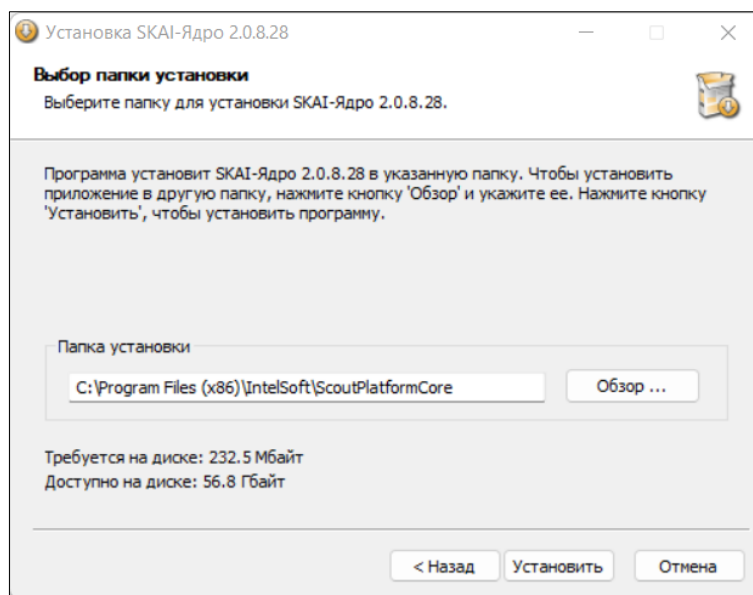 Установка SKAI-Ядро 2.0.8.28
Выбор папки установки
Выберите папку для установки SKAI-Ядро 2.0.8.28.
Программа установит SKAI-Ядро 2.0.8.28 в указанную папку. Чтобы установить
приложение в другую папку, нажмите кнопку 'Обзор' и укажите ее. Нажмите кнопку
'Установить', чтобы установить программу.
Папка установки
C:\Program Files (x86)\IntelSoft\ScoutPlatformCore
Обзор ...
Требуется на диске: 232.5 Мбайт
Доступно на диске: 56.8 Гбайт
< Назад
Установить
Отмена